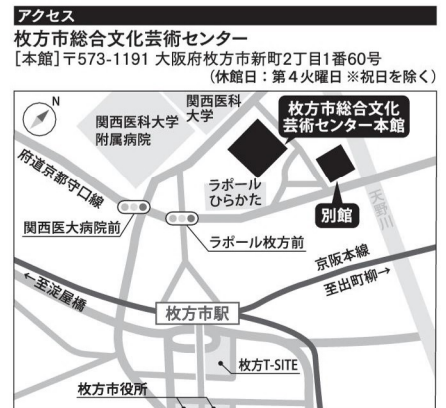 アクセス
枚方市総合文化芸術センター
[本館]〒573-1191 大阪府枚方市新町2丁目1番60号
(休館日：第4火曜日 ※祝日を除く)
N
関西医科大学
附属病院
関西医科
大学
枚方市総合文化
芸術センター本館
府道京都守口線
ラポール
ひらかた
別館
天野川
関西医大病院前
ラポール枚方前
京阪本線
至出町柳→
←至淀屋橋
枚方市駅
枚方T-SITE
枚方市役所